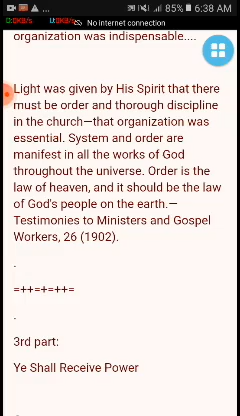 85% 6:38 AM
0:0KB/s U:0KB/s No internet connection
organization was indispensable....
Light was given by His Spirit that there
must be order and thorough discipline
in the church—that organization was
essential. System and order are
manifest in all the works of God
throughout the universe. Order is the
law of heaven, and it should be the law
of God's people on the earth.—
Testimonies to Ministers and Gospel
Workers, 26 (1902).
.
=++=+=++=
.
3rd part:
Ye Shall Receive Power